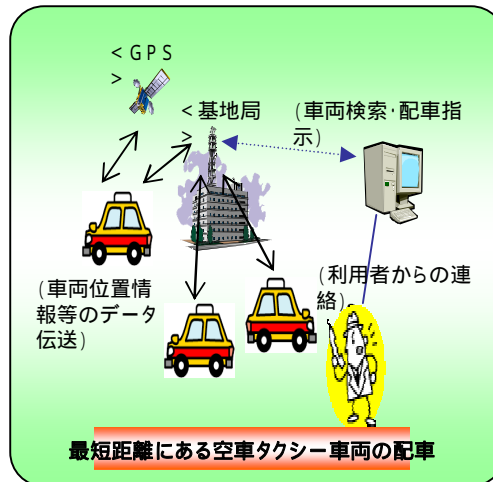 ＜GPS
＞
＜基地局
＞
(車両検索・配車指
示)
(車両位置情
報等のデータ
伝送)
(利用者からの連
絡)
最短距離にある空車タクシー車両の配車